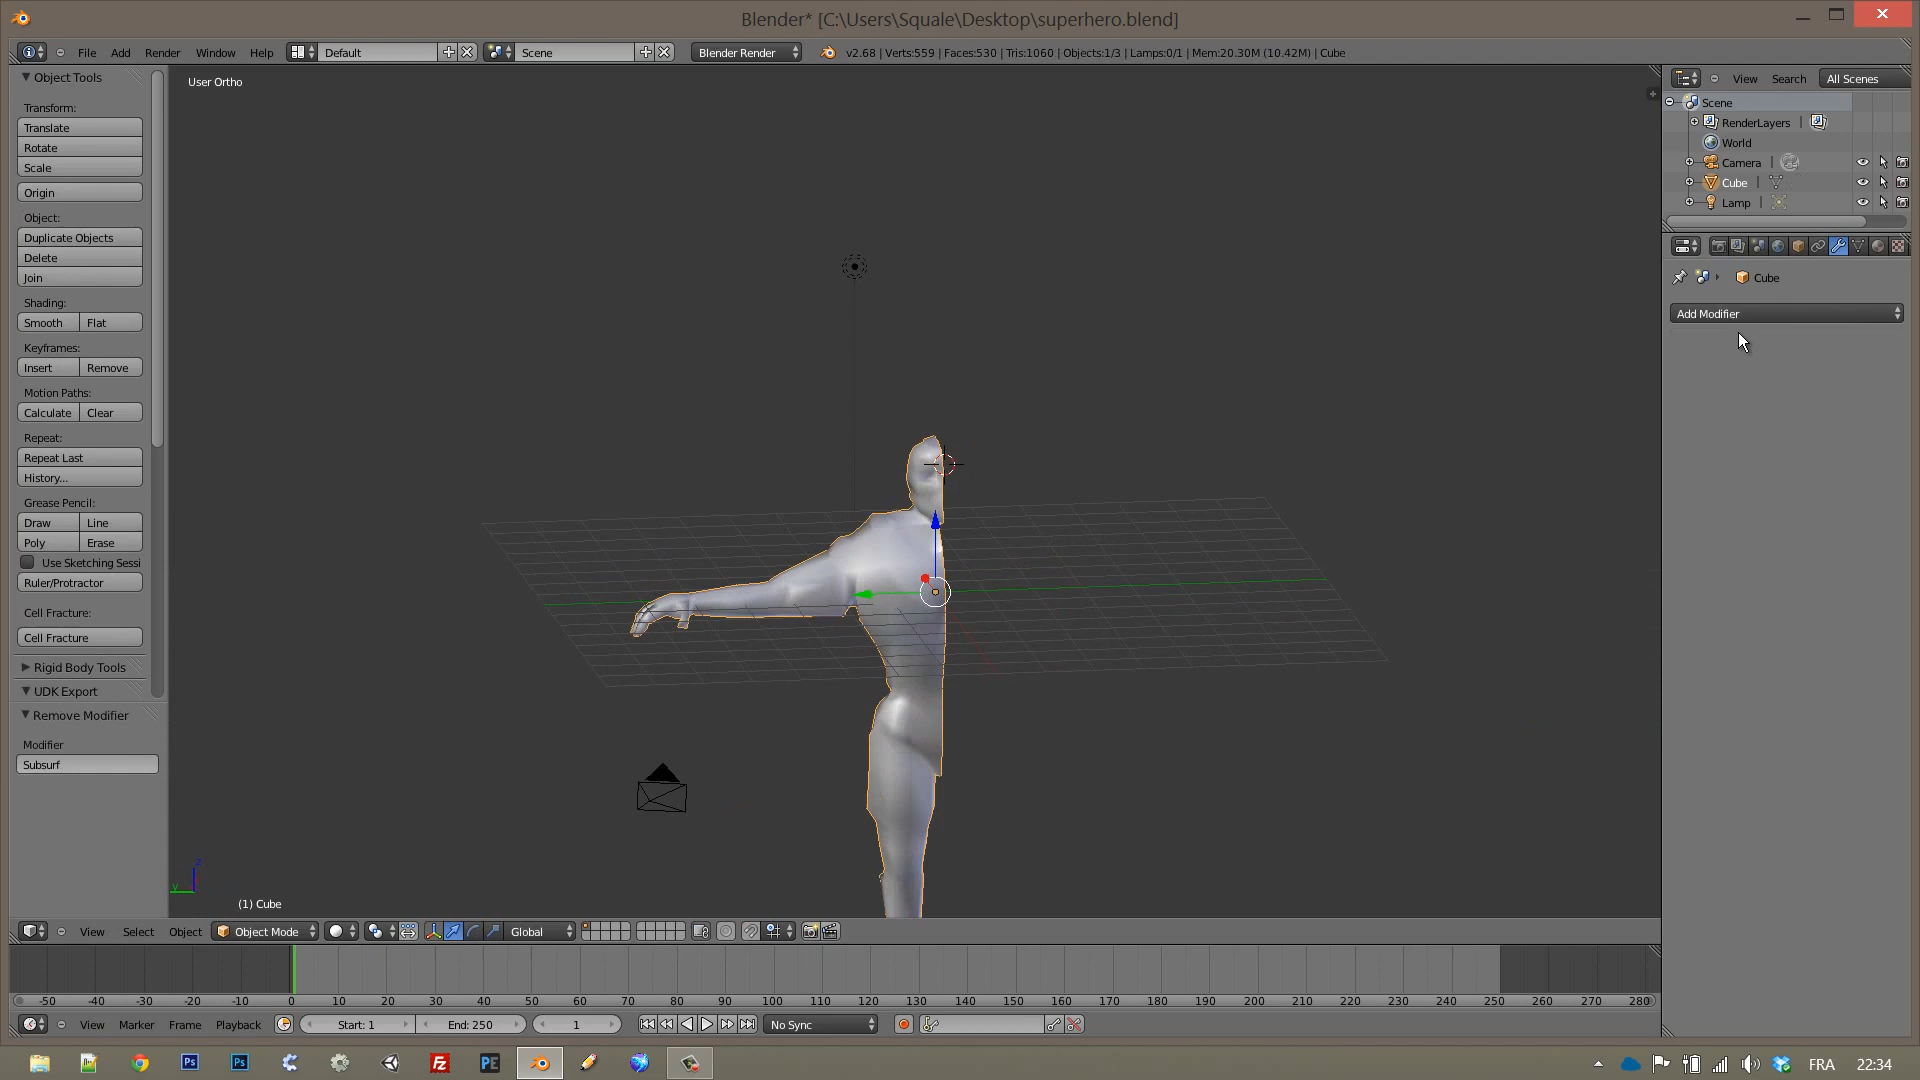 Blender* [C:\Users\Squale\Desktop\superhero.blend]
File Add Render Window Help Default Scene Blender Render v2.68 | Verts:559 | Faces:530 | Tris:1060 | Objects:1/3 | Lamps:0/1 | Mem:20.30M (10.42M) | Cube
Object Tools
Transform:
Translate
Rotate
Scale
Origin
Object:
Duplicate Objects
Delete
Join
Shading:
Smooth Flat
Keyframes:
Insert Remove
Motion Paths:
Calculate Clear
Repeat:
Repeat Last
History...
Grease Pencil:
Draw Line
Poly Erase
Use Sketching Sessi
Ruler/Protractor
Cell Fracture:
Cell Fracture
Rigid Body Tools
UDK Export
Remove Modifier
Modifier
Subsurf
User Ortho
z
y
(1) Cube
View Search All Scenes
Scene
RenderLayers |
World
Camera |
Cube |
Lamp |
Cube
Add Modifier
View Select Object Object Mode Global
-50 -40 -30 -20 -10 0 10 20 30 40 50 60 70 80 90 100 110 120 130 140 150 160 170 180 190 200 210 220 230 240 250 260 270 280
View Marker Frame Playback Start: 1 End: 250 1 No Sync
Ps Ps Fz PE FRA 22:34